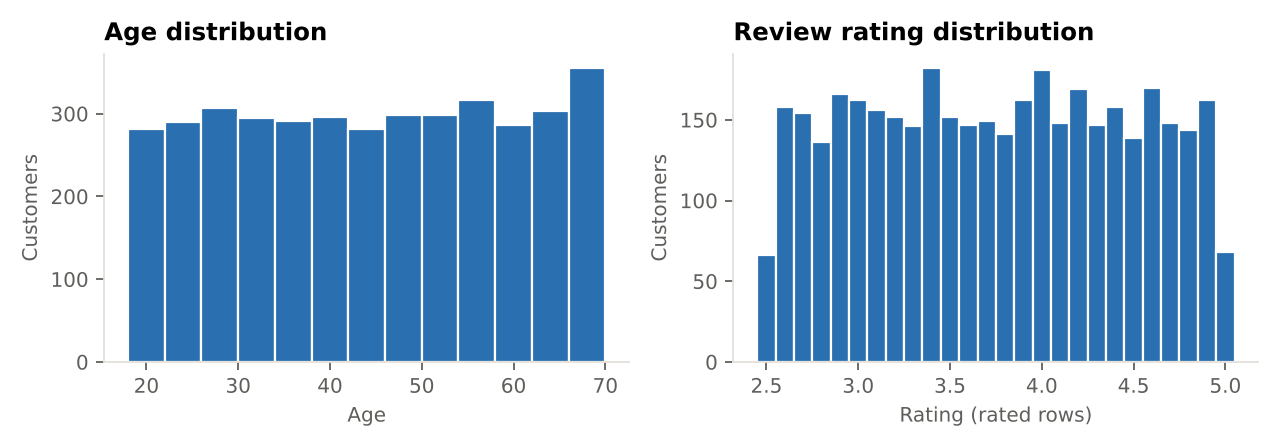 Age distribution
Customers
300
200
100
0
20 30 40 50 60 70
Age
Review rating distribution
Customers
150
100
50
0
2.5 3.0 3.5 4.0 4.5 5.0
Rating (rated rows)